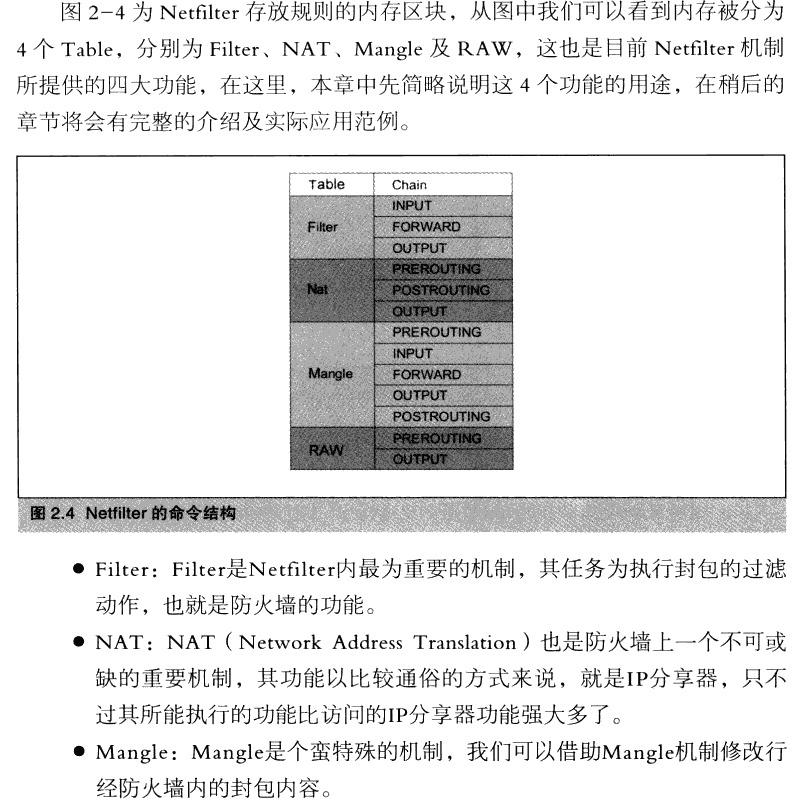 图 2-4 为 Netfilter 存放规则的内存区块，从图中我们可以看到内存被分为
4 个 Table，分别为 Filter、NAT、Mangle 及 RAW，这也是目前 Netfilter 机制
所提供的四大功能，在这里，本章中先简略说明这 4 个功能的用途，在稍后的
章节将会有完整的介绍及实际应用范例。
Table Chain
Filter INPUT
FORWARD
OUTPUT
Nat PREROUTING
POSTROUTING
OUTPUT
Mangle PREROUTING
INPUT
FORWARD
OUTPUT
POSTROUTING
RAW PREROUTING
OUTPUT
图 2.4 Netfilter 的命令结构
● Filter：Filter是Netfilter内最为重要的机制，其任务为执行封包的过滤
动作，也就是防火墙的功能。
● NAT：NAT（Network Address Translation）也是防火墙上一个不可或
缺的重要机制，其功能以比较通俗的方式来说，就是IP分享器，只不
过其所能执行的功能比访问的IP分享器功能强大多了。
● Mangle：Mangle是个蛮特殊的机制，我们可以借助Mangle机制修改行
经防火墙内的封包内容。